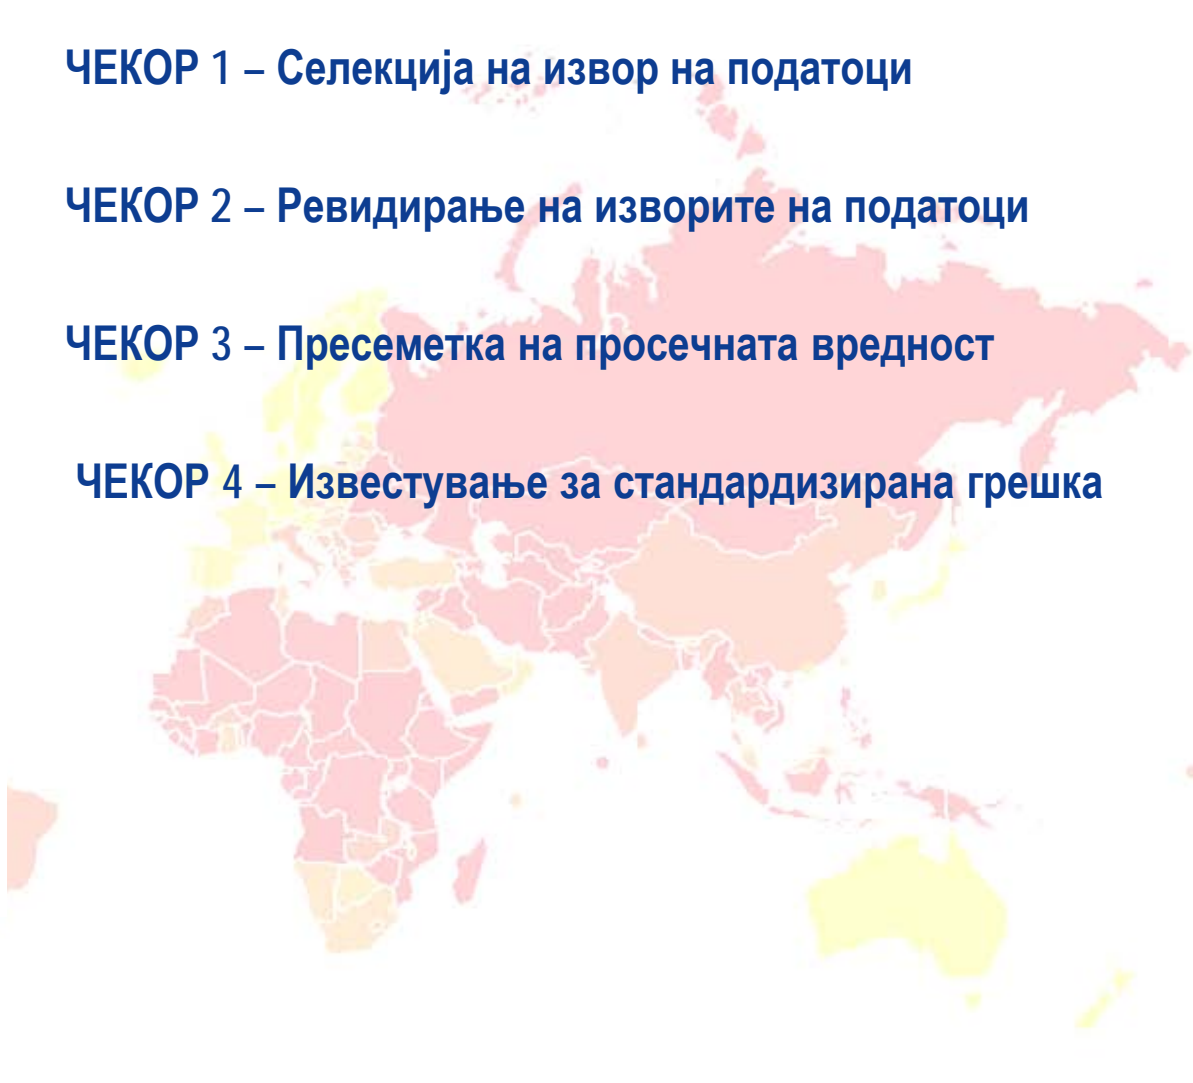 ЧЕКОР 1 – Селекција на извор на податоци
ЧЕКОР 2 – Ревидирање на изворите на податоци
ЧЕКОР 3 – Пресеметка на просечната вредност
ЧЕКОР 4 – Известување за стандардизирана грешка